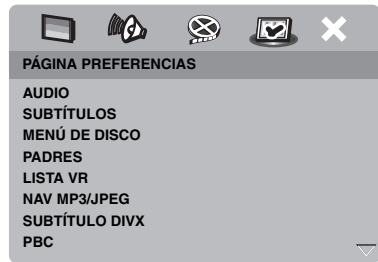 PÁGINA PREFERENCIAS
AUDIO
SUBTÍTULOS
MENÚ DE DISCO
PADRES
LISTA VR
NAV MP3/JPEG
SUBTÍTULO DIVX
PBC